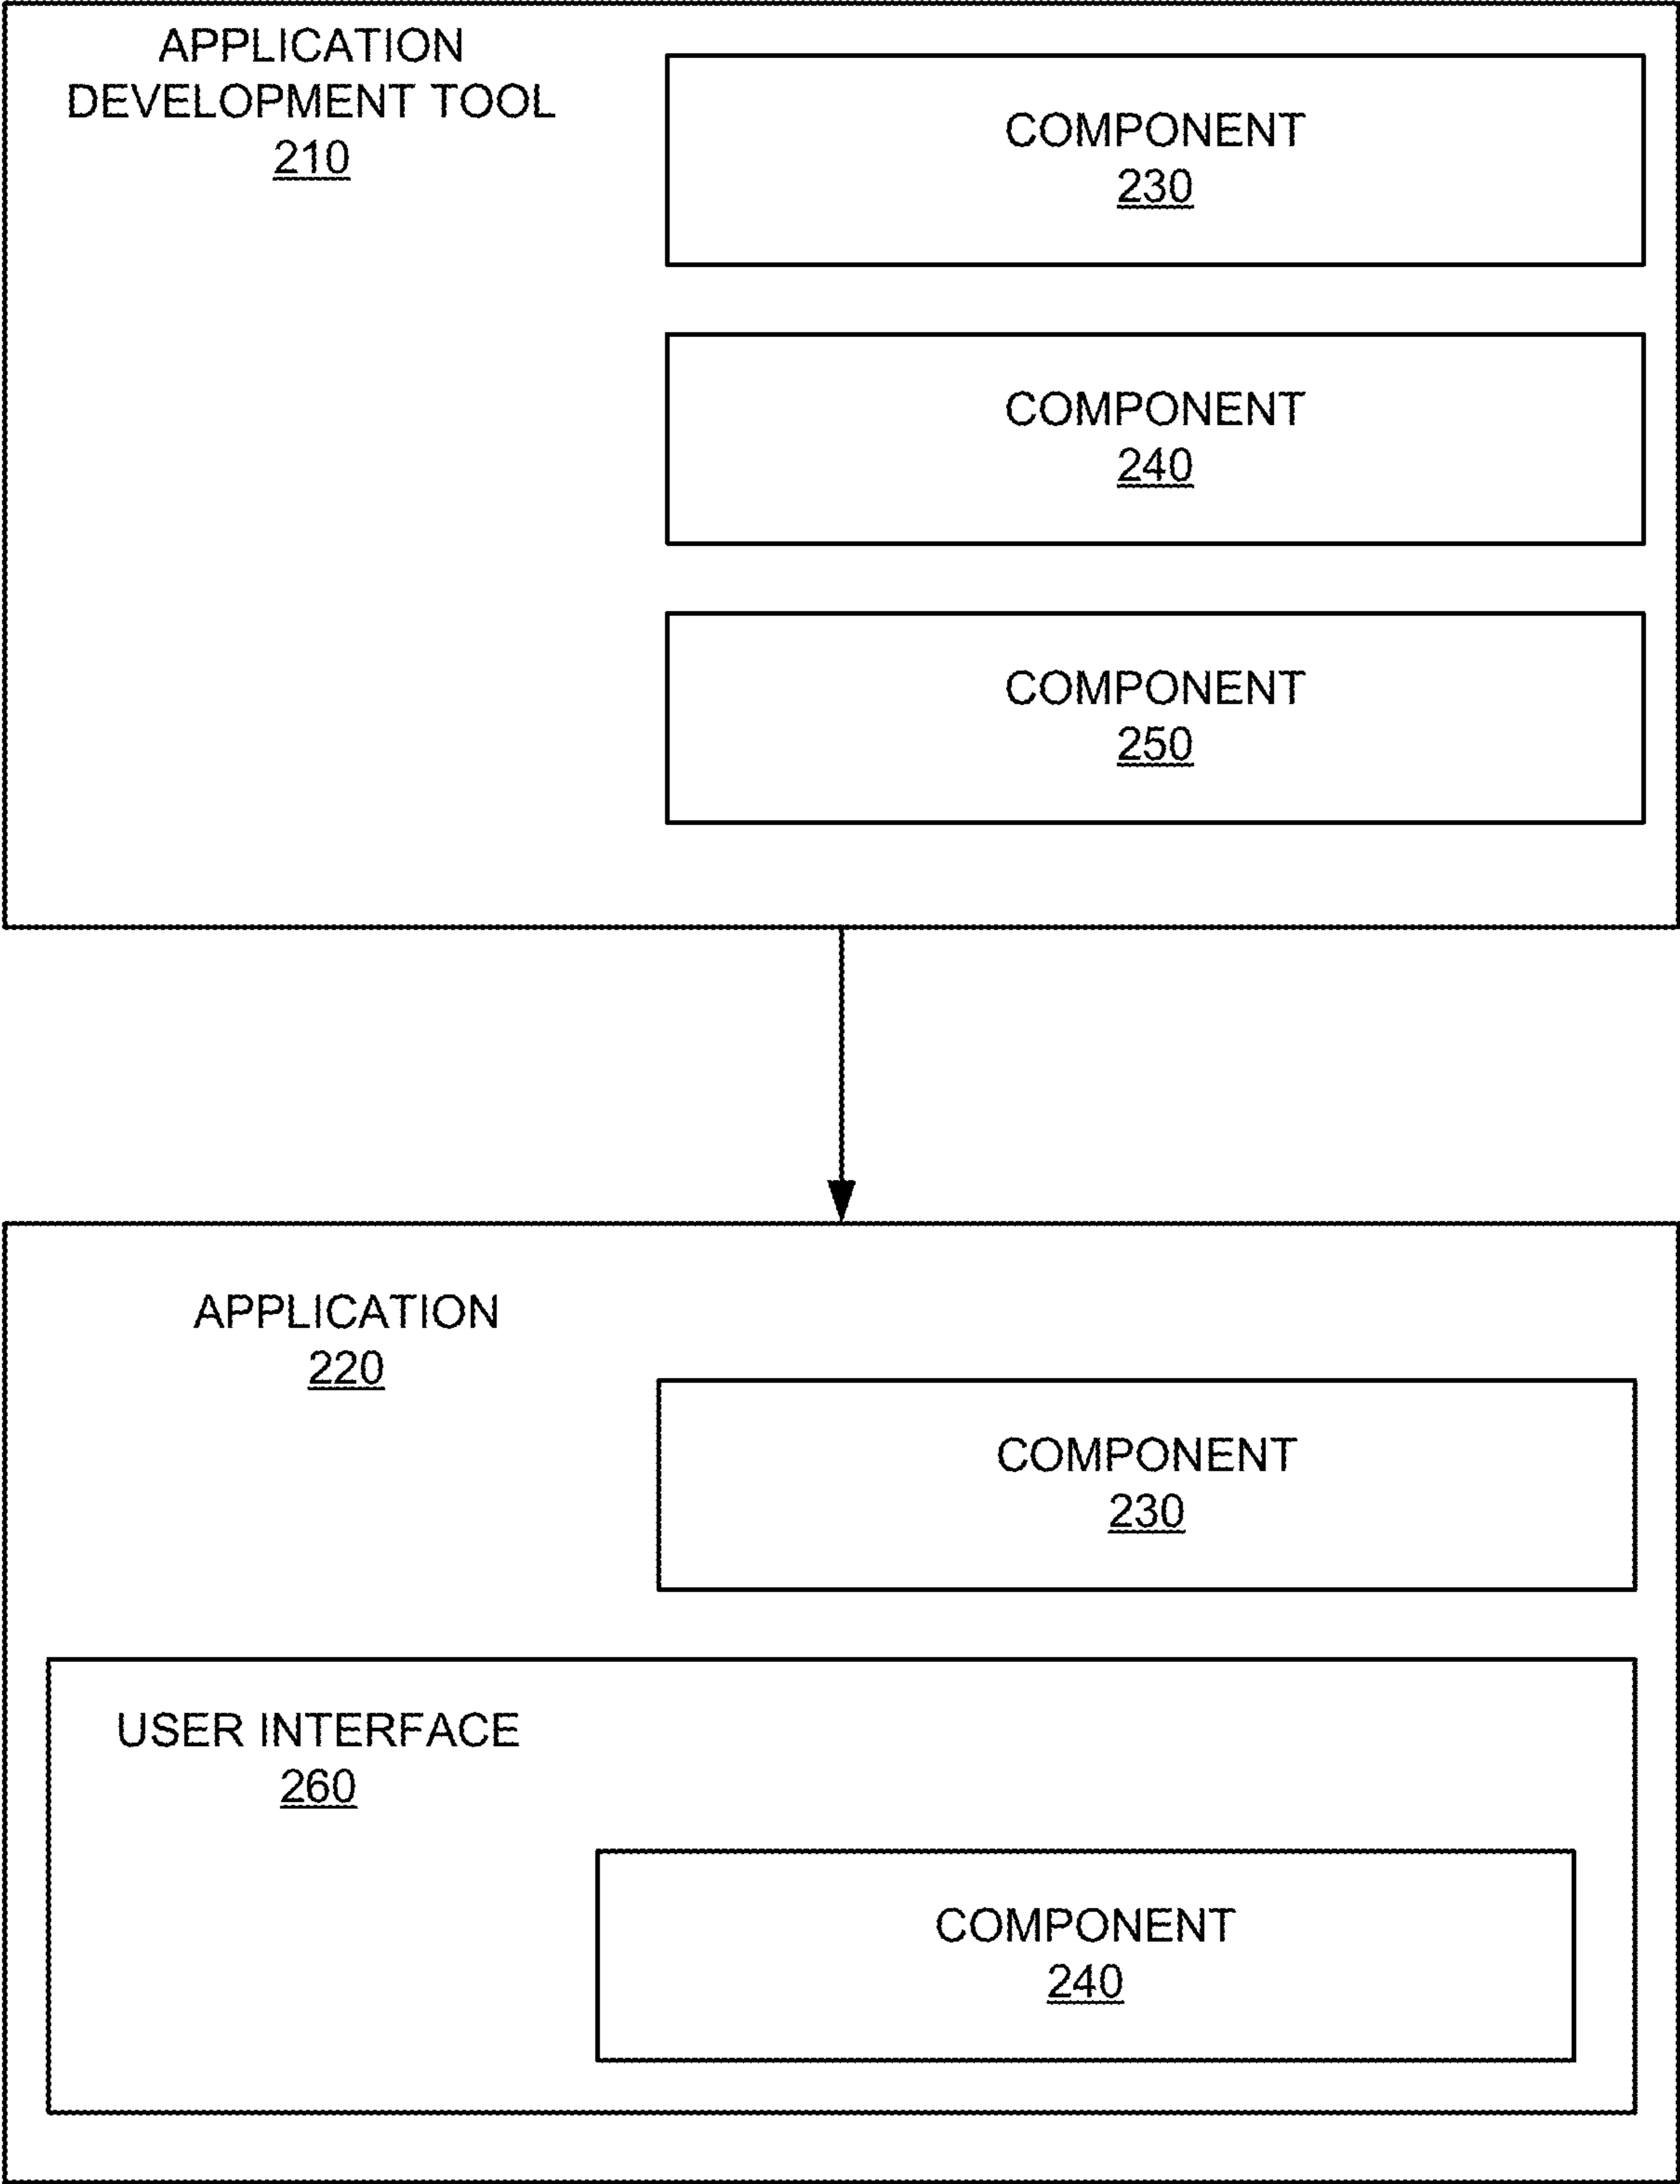 APPLICATION
DEVELOPMENT TOOL
210
COMPONENT
230
COMPONENT
240
COMPONENT
250
APPLICATION
220
COMPONENT
230
USER INTERFACE
260
COMPONENT
240